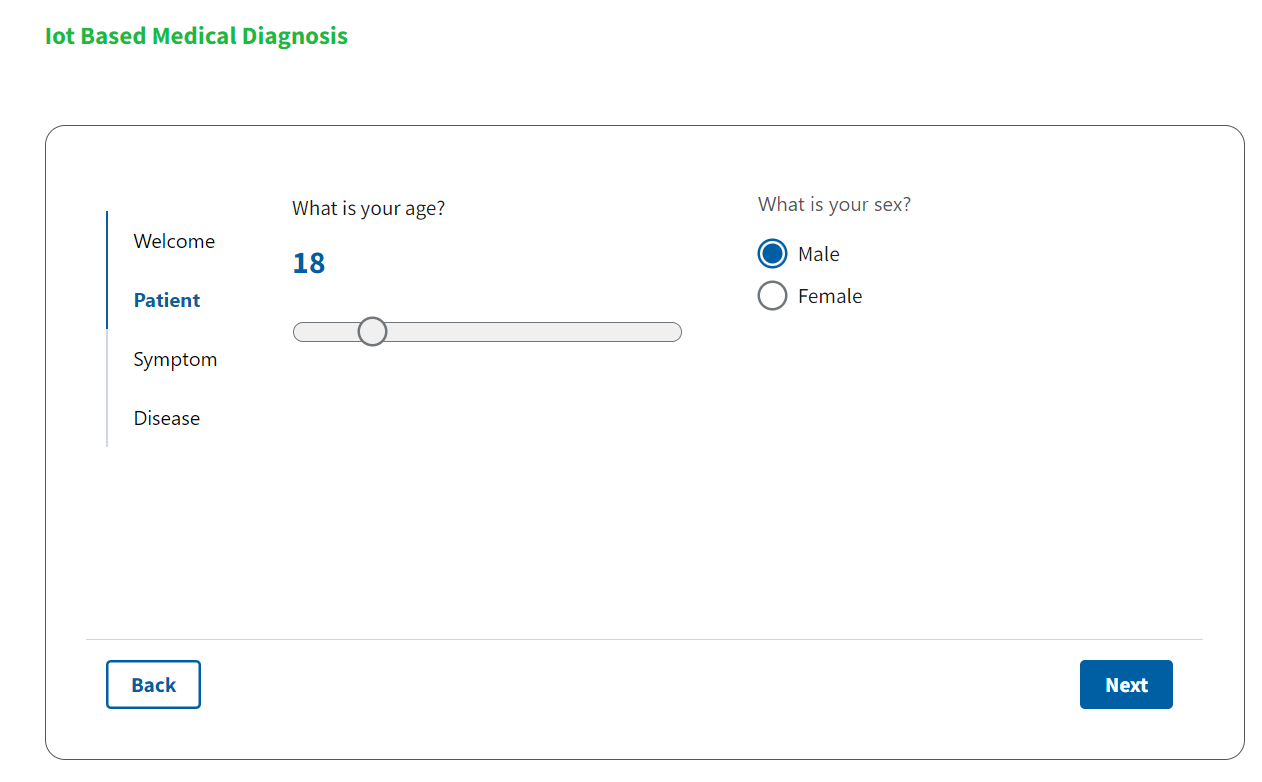 Iot Based Medical Diagnosis
Welcome
Patient
Symptom
Disease
What is your age?
18
What is your sex?
Male
Female
Back
Next